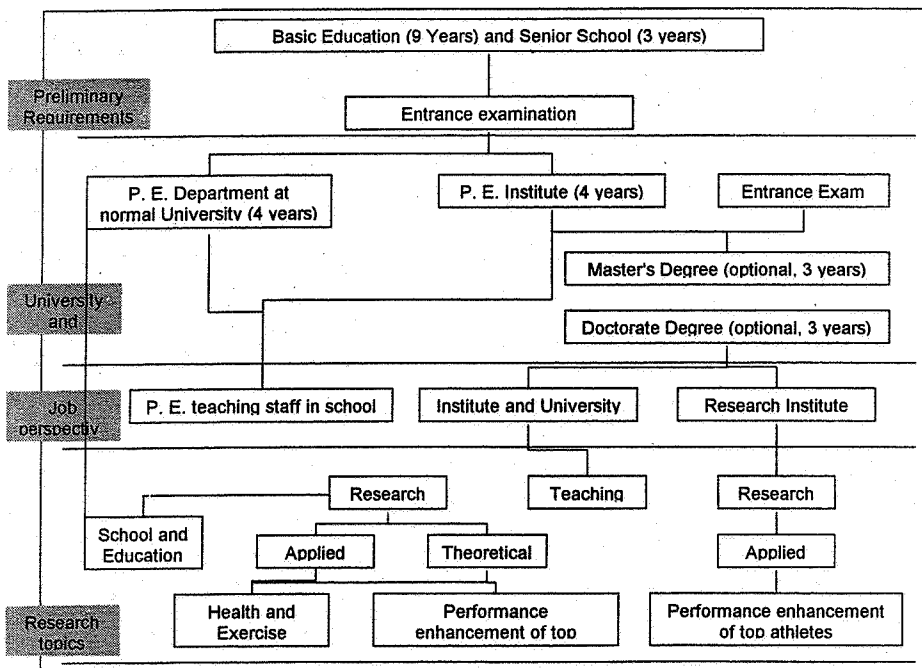 Basic Education (9 Years) and Senior School (3 years)
Preliminary
Requirements
Entrance examination
P. E. Department at
normal University (4 years)
P. E. Institute (4 years)
Entrance Exam
Master's Degree (optional, 3 years)
University
and
Doctorate Degree (optional, 3 years)
Job
perspectiv
P. E. teaching staff in school
Institute and University
Research Institute
Research
Teaching
Research
School and
Education
Applied
Theoretical
Applied
Research
topics
Health and
Exercise
Performance
enhancement of top
Performance enhancement
of top athletes